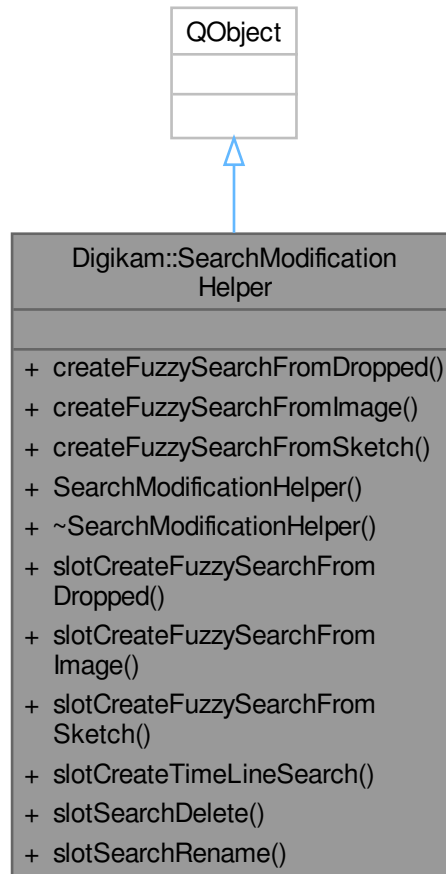 QObject
Digikam::SearchModification
Helper
+ createFuzzySearchFromDropped()
+ createFuzzySearchFromImage()
+ createFuzzySearchFromSketch()
+ SearchModificationHelper()
+ ~SearchModificationHelper()
+ slotCreateFuzzySearchFrom
Dropped()
+ slotCreateFuzzySearchFrom
Image()
+ slotCreateFuzzySearchFrom
Sketch()
+ slotCreateTimeLineSearch()
+ slotSearchDelete()
+ slotSearchRename()